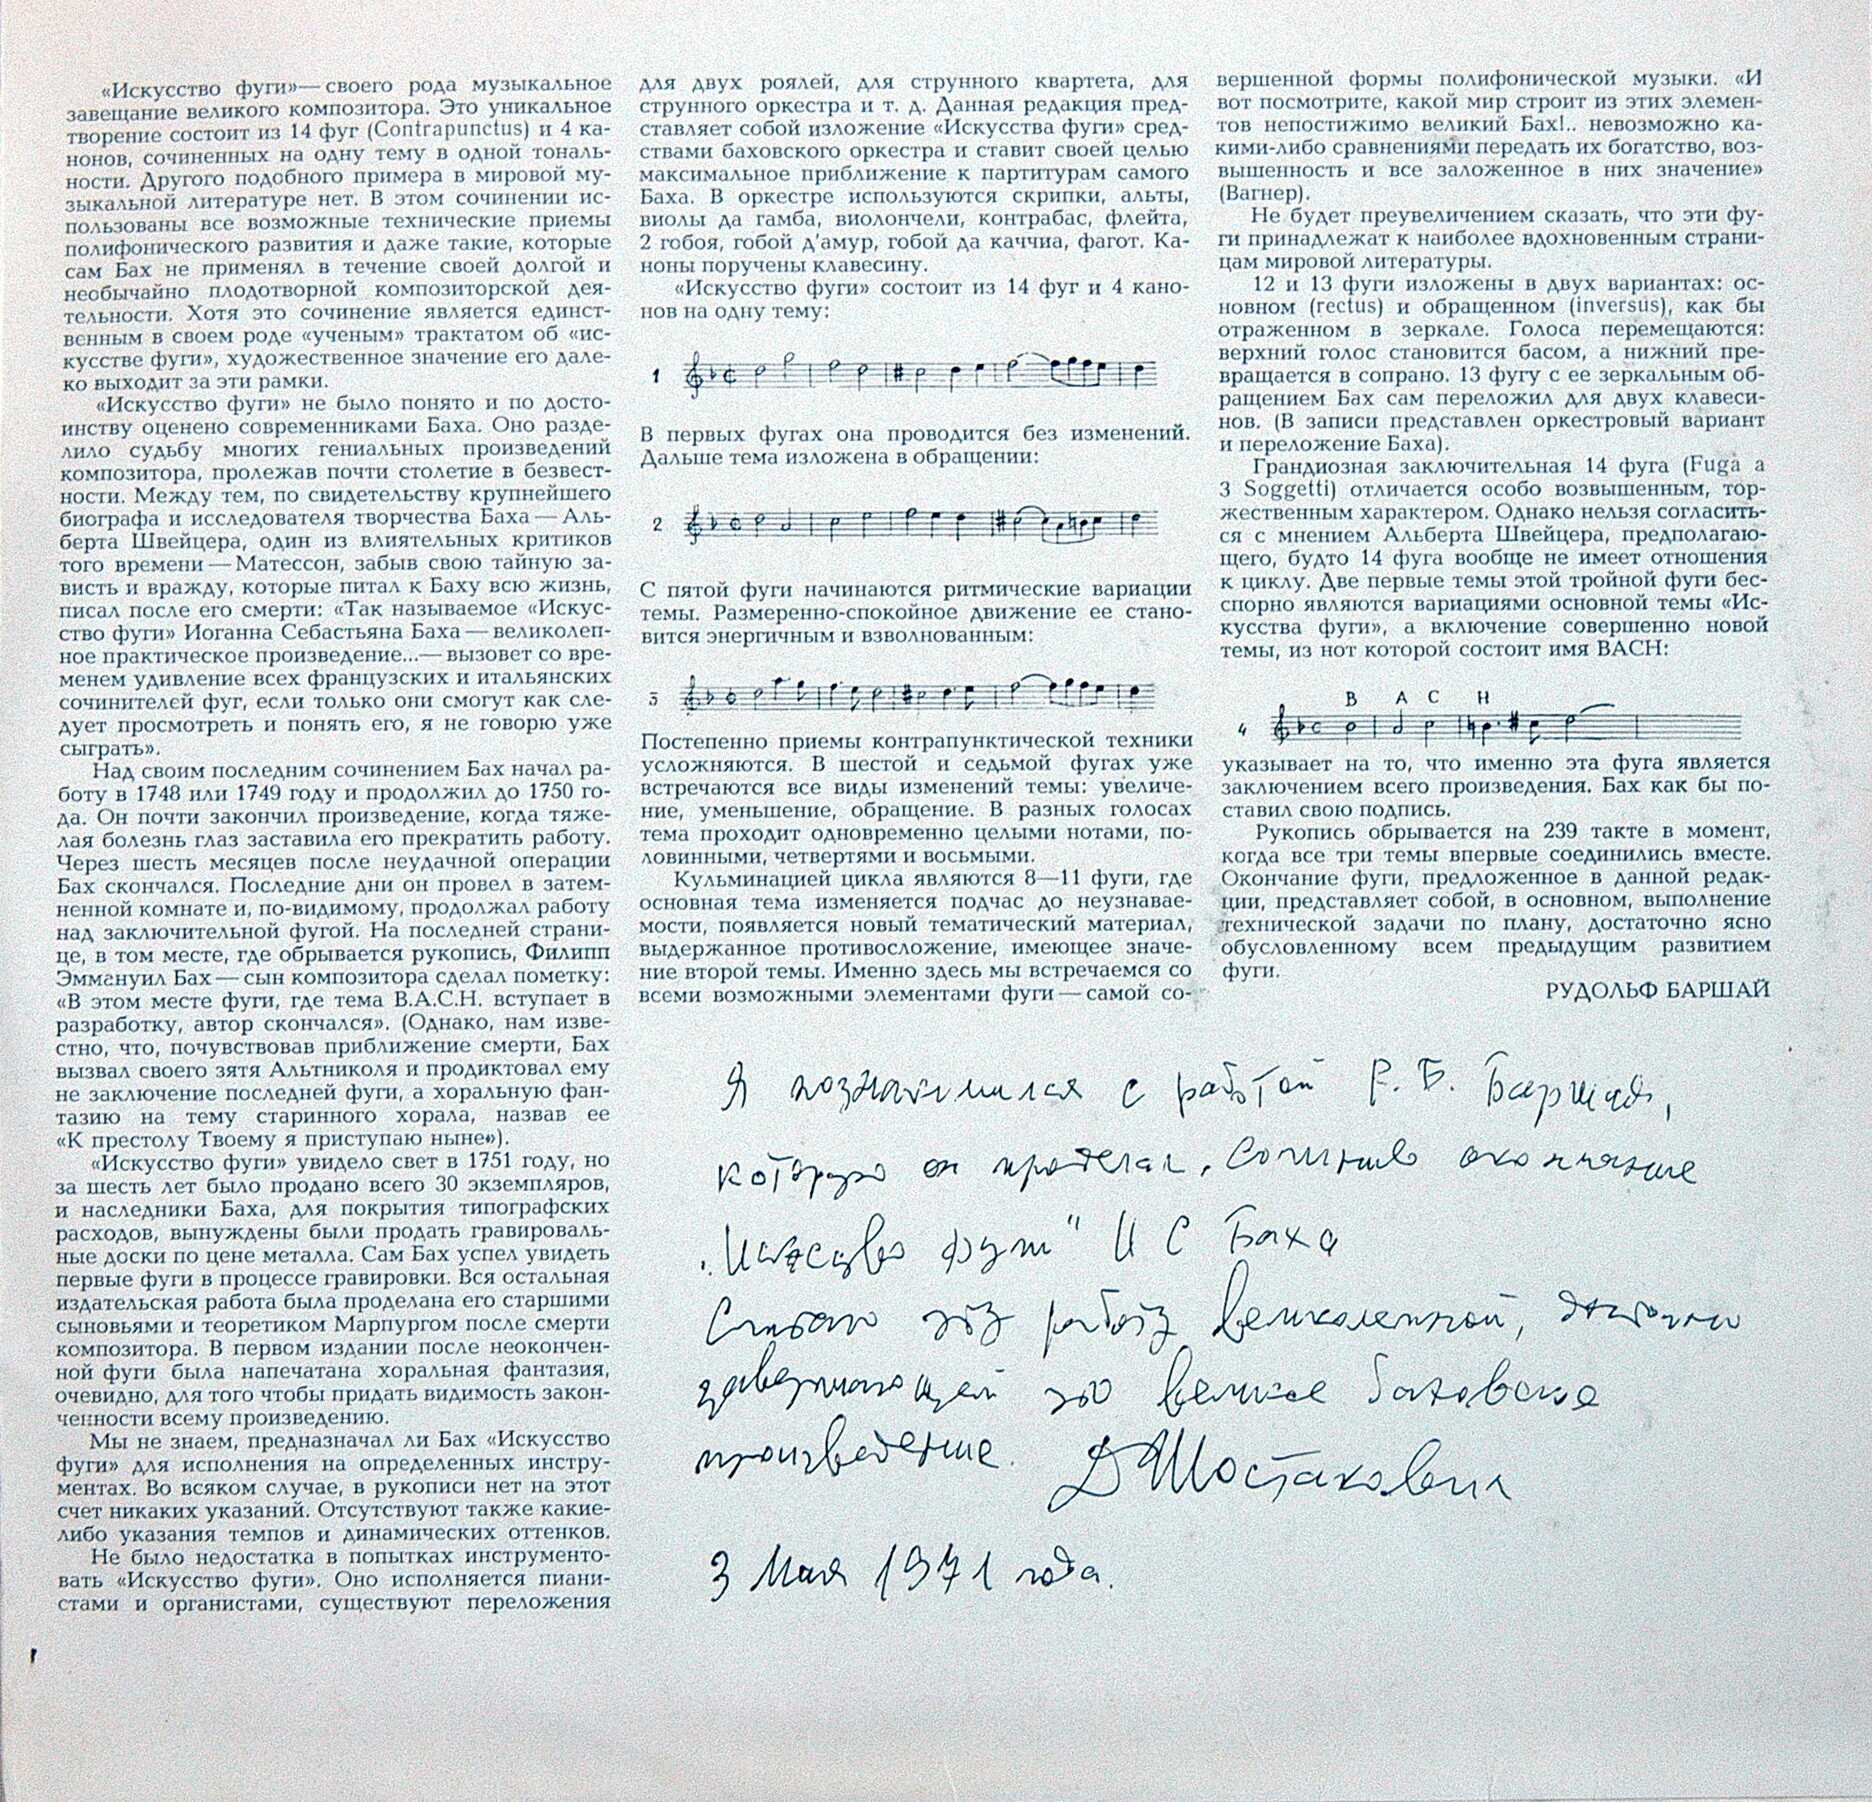 «Искусство фуги»—своего рода музыкальное
завещание великого композитора. Это уникальное
творение состоит из 14 фуг (Contrapunctus) и 4 ка-
нонов, сочиненных на одну тему в одной тональ-
ности. Другого подобного примера в мировой му-
зыкальной литературе нет. В этом сочинении ис-
пользованы все возможные технические приемы
полифонического развития и даже такие, которые
сам Бах не применял в течение своей долгой и
необычайно плодотворной композиторской дея-
тельности. Хотя это сочинение является единст-
венным в своем роде «ученым» трактатом об «ис-
кусстве фуги», художественное значение его дале-
ко выходит за эти рамки.
«Искусство фуги» не было понято и по досто-
инству оценено современниками Баха. Оно разде-
лило судьбу многих гениальных произведений
композитора, пролежав почти столетие в безвест-
ности. Между тем, по свидетельству крупнейшего
биографа и исследователя творчества Баха—Аль-
берта Швейцера, один из влиятельных критиков
того времени—Матессон, забыв свою тайную за-
висть и вражду, которые питал к Баху всю жизнь,
писал после его смерти: «Так называемое «Искус-
ство фуги» Иоганна Себастьяна Баха—великолеп-
ное практическое произведение...—вызовет со вре-
менем удивление всех французских и итальянских
сочинителей фуг, если только они смогут как сле-
дует просмотреть и понять его, я не говорю уже
сыграть».
Над своим последним сочинением Бах начал ра-
боту в 1748 или 1749 году и продолжил до 1750 го-
да. Он почти закончил произведение, когда тяже-
лая болезнь глаз заставила его прекратить работу.
Через шесть месяцев после неудачной операции
Бах скончался. Последние дни он провел в затем-
ненной комнате и, по-видимому, продолжал работу
над заключительной фугой. На последней страни-
це, в том месте, где обрывается рукопись, Филипп
Эммануил Бах—сын композитора сделал пометку:
«В этом месте фуги, где тема B.A.C.H. вступает в
разработку, автор скончался». (Однако, нам изве-
стно, что, почувствовав приближение смерти, Бах
вызвал своего зятя Альтниколя и продиктовал ему
не заключение последней фуги, а хоральную фан-
тазию на тему старинного хорала, назвав ее
«К престолу Твоему я приступаю ныне»).
«Искусство фуги» увидело свет в 1751 году, но
за шесть лет было продано всего 30 экземпляров,
и наследники Баха, для покрытия типографских
расходов, вынуждены были продать гравироваль-
ные доски по цене металла. Сам Бах успел увидеть
первые фуги в процессе гравировки. Вся остальная
издательская работа была проделана его старшими
сыновьями и теоретиком Марпургом после смерти
композитора. В первом издании после неокончен-
ной фуги была напечатана хоральная фантазия,
очевидно, для того чтобы придать видимость закон-
ченности всему произведению.
Мы не знаем, предназначал ли Бах «Искусство
фуги» для исполнения на определенных инстру-
ментах. Во всяком случае, в рукописи нет на этот
счет никаких указаний. Отсутствуют также какие-
либо указания темпов и динамических оттенков.
Не было недостатка в попытках инструменто-
вать «Искусство фуги». Оно исполняется пиани-
стами и органистами, существуют переложения
для двух роялей, для струнного квартета, для
струнного оркестра и т. д. Данная редакция пред-
ставляет собой изложение «Искусства фуги» сред-
ствами баховского оркестра и ставит своей целью
максимальное приближение к партитурам самого
Баха. В оркестре используются скрипки, альты,
виолы да гамба, виолончели, контрабас, флейта,
2 гобоя, гобой д'амур, гобой да каччиа, фагот. Ка-
ноны поручены клавесину.
«Искусство фуги» состоит из 14 фуг и 4 кано-
нов на одну тему:
1
В первых фугах она проводится без изменений.
Дальше тема изложена в обращении:
2
С пятой фуги начинаются ритмические вариации
темы. Размеренно-спокойное движение ее стано-
вится энергичным и взволнованным:
3
Постепенно приемы контрапунктической техники
усложняются. В шестой и седьмой фугах уже
встречаются все виды изменений темы: увеличе-
ние, уменьшение, обращение. В разных голосах
тема проходит одновременно целыми нотами, по-
ловинными, четвертями и восьмыми.
Кульминацией цикла являются 8—11 фуги, где
основная тема изменяется подчас до неузнавае-
мости, появляется новый тематический материал,
выдержанное противосложение, имеющее значе-
ние второй темы. Именно здесь мы встречаемся со
всеми возможными элементами фуги—самой со-
вершенной формы полифонической музыки. «И
вот посмотрите, какой мир строит из этих элемен-
тов непостижимо великий Бах!.. невозможно ка-
кими-либо сравнениями передать их богатство, воз-
вышенность и все заложенное в них значение»
(Вагнер).
Не будет преувеличением сказать, что эти фу-
ги принадлежат к наиболее вдохновенным страни-
цам мировой литературы.
12 и 13 фуги изложены в двух вариантах: ос-
новном (rectus) и обращенном (inversus), как бы
отраженном в зеркале. Голоса перемещаются:
верхний голос становится басом, а нижний пре-
вращается в сопрано. 13 фугу с ее зеркальным об-
ращением Бах сам переложил для двух клавеси-
нов. (В записи представлен оркестровый вариант
и переложение Баха).
Грандиозная заключительная 14 фуга (Fuga a
3 Soggetti) отличается особо возвышенным, тор-
жественным характером. Однако нельзя согласить-
ся с мнением Альберта Швейцера, предполагаю-
щего, будто 14 фуга вообще не имеет отношения
к циклу. Две первые темы этой тройной фуги бес-
спорно являются вариациями основной темы «Ис-
кусства фуги», а включение совершенно новой
темы, из нот которой состоит имя BACH:
B A C H
4
указывает на то, что именно эта фуга является
заключением всего произведения. Бах как бы по-
ставил свою подпись.
Рукопись обрывается на 239 такте в момент,
когда все три темы впервые соединились вместе.
Окончание фуги, предложенное в данной редак-
ции, представляет собой, в основном, выполнение
технической задачи по плану, достаточно ясно
обусловленному всем предыдущим развитием
фуги.
РУДОЛЬФ БАРШАЙ
Я познакомился с работой Р. Б. Баршая,
которую он проделал, сочинив окончание
„Искусство фуги" И С Баха
Считаю эту работу великолепной, достойно
завершающей это великое баховское
произведение. ДШостакович
3 Мая 1971 года.